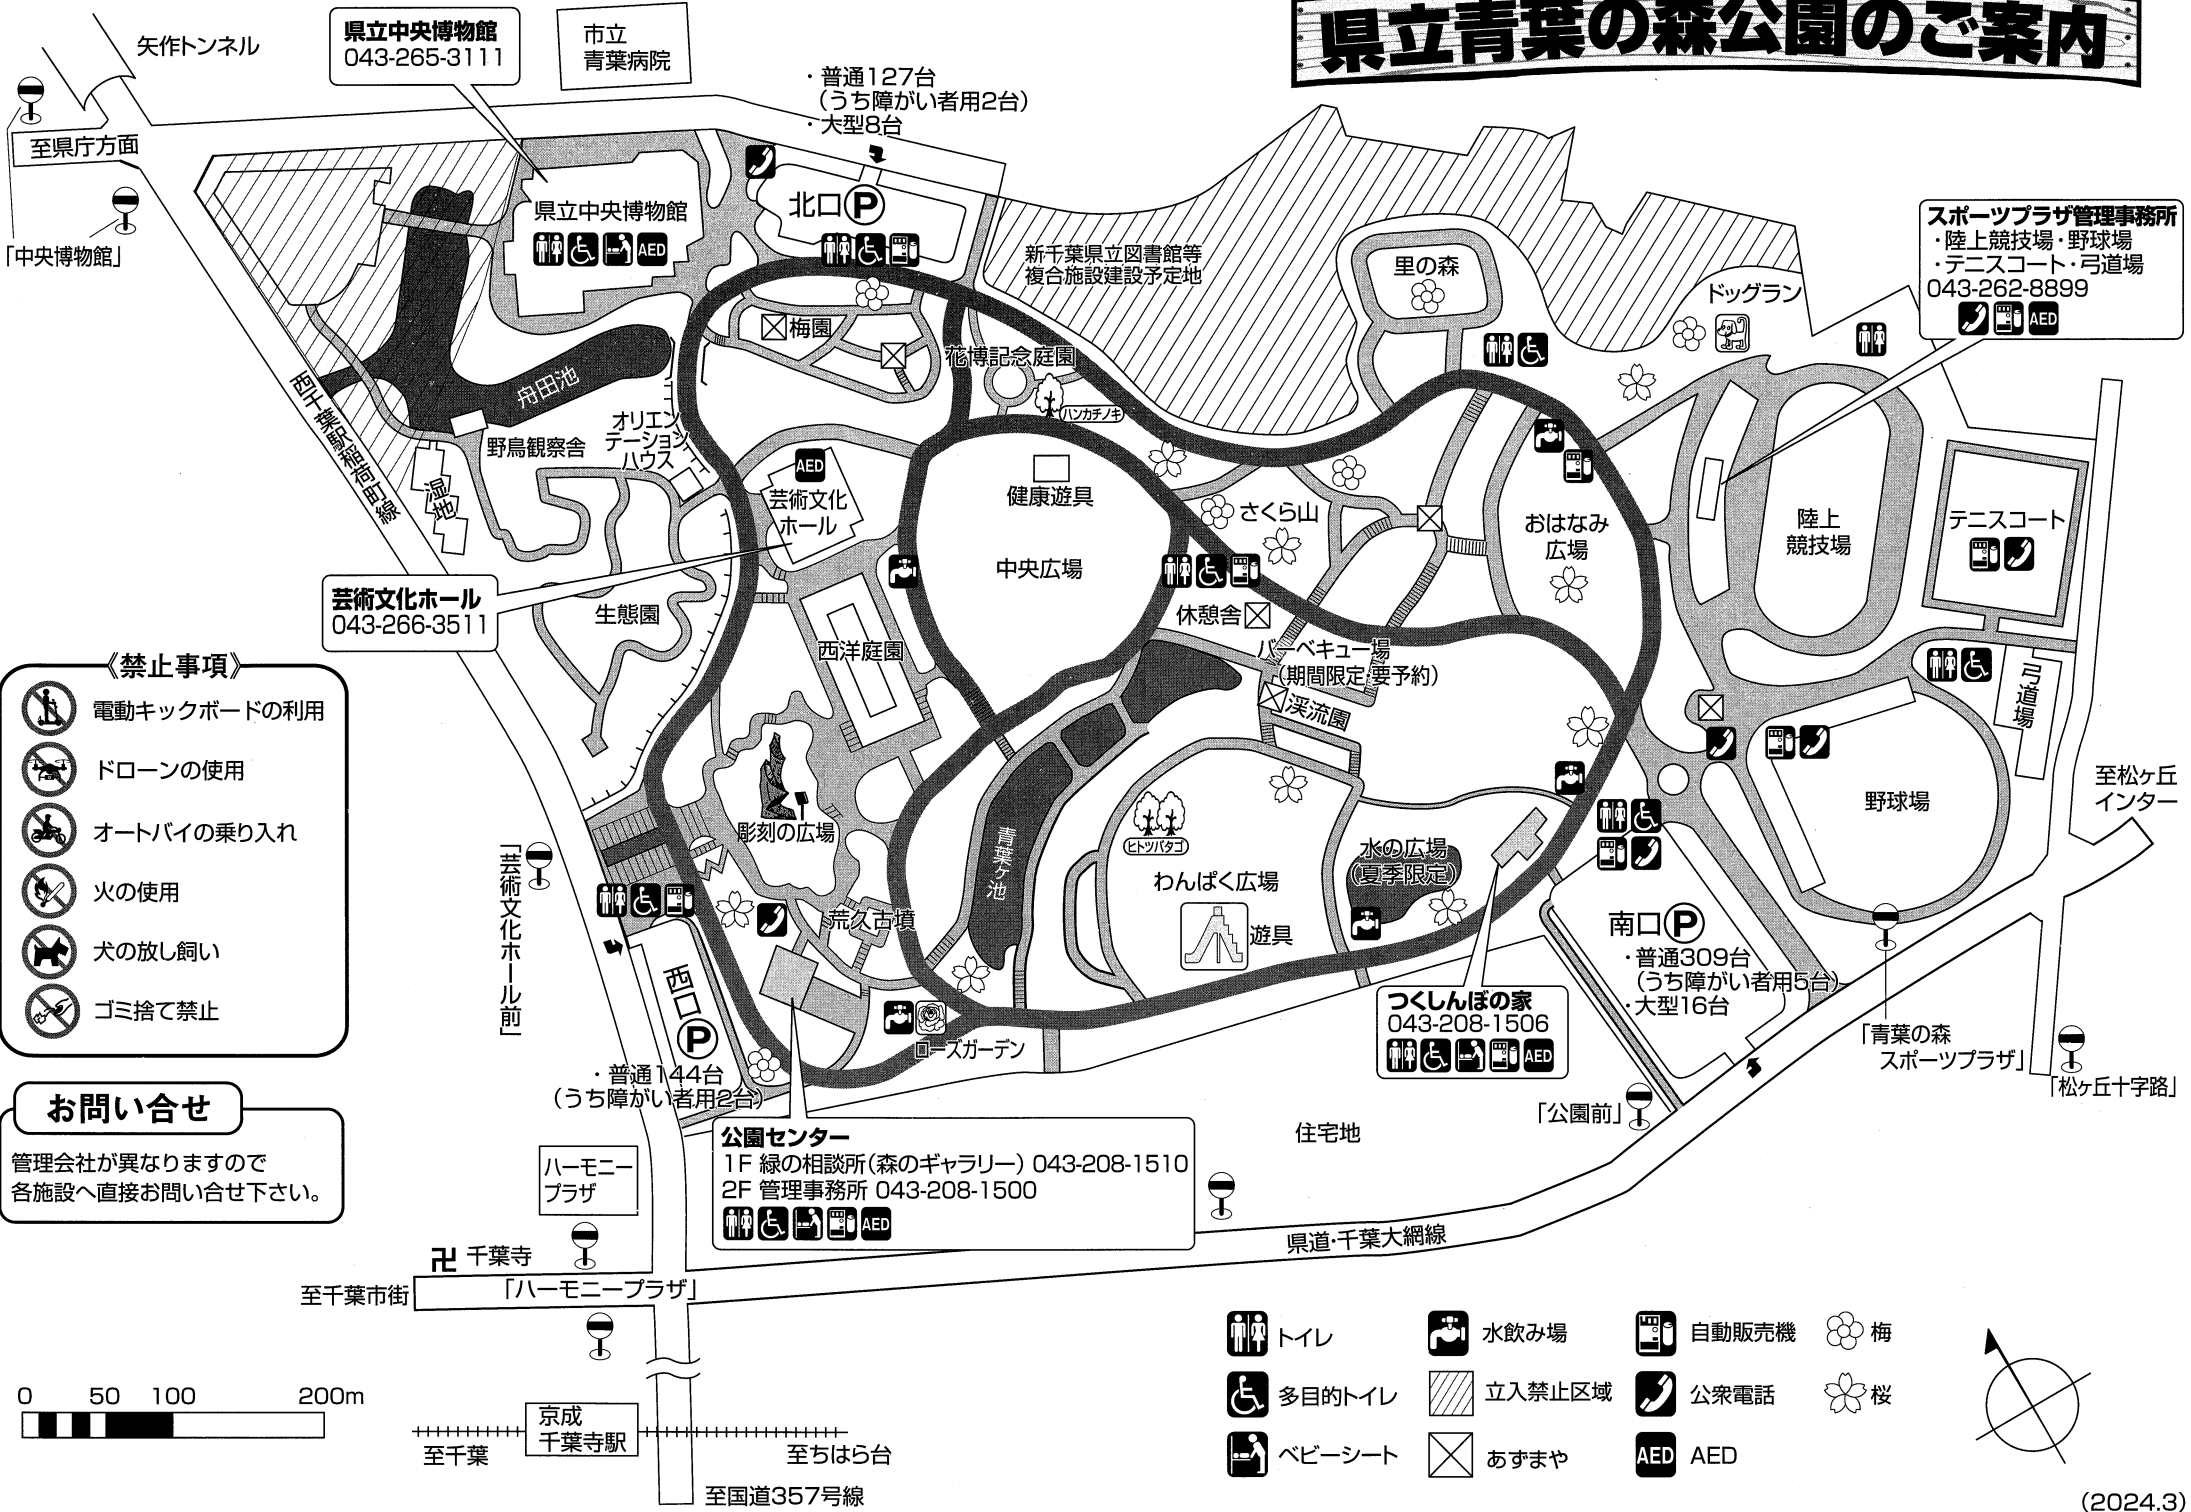 県立青葉の森公園のご案内
矢作トンネル
県立中央博物館
043-265-3111
市立
青葉病院
・普通127台
(うち障がい者用2台)
・大型8台
至県庁方面
「中央博物館」
県立中央博物館
AED
北口 P
新千葉県立図書館等
複合施設建設予定地
里の森
ドッグラン
スポーツプラザ管理事務所
・陸上競技場・野球場
・テニスコート・弓道場
043-262-8899
AED
梅園
花博記念庭園
ハンカチノキ
舟田池
西千葉駅稲荷町線
野鳥観察舎
オリエン
テーション
ハウス
湿地
AED
芸術文化
ホール
健康遊具
中央広場
さくら山
おはなみ
広場
陸上
競技場
テニスコート
芸術文化ホール
043-266-3511
生態園
西洋庭園
休憩舎
バーベキュー場
(期間限定・要予約)
渓流園
弓道場
《禁止事項》
電動キックボードの利用
ドローンの使用
オートバイの乗り入れ
火の使用
犬の放し飼い
ゴミ捨て禁止
彫刻の広場
青葉ヶ池
ヒトツバタゴ
わんぱく広場
遊具
水の広場
(夏季限定)
野球場
至松ヶ丘
インター
「芸術文化ホール前」
荒久古墳
西口 P
・普通144台
(うち障がい者用2台)
ローズガーデン
つくしんぼの家
043-208-1506
AED
南口 P
・普通309台
(うち障がい者用5台)
・大型16台
「青葉の森
スポーツプラザ」
「松ヶ丘十字路」
「公園前」
住宅地
お問い合せ
管理会社が異なりますので
各施設へ直接お問い合せ下さい。
公園センター
1F 緑の相談所(森のギャラリー) 043-208-1510
2F 管理事務所 043-208-1500
AED
ハーモニー
プラザ
卍 千葉寺
至千葉市街
「ハーモニープラザ」
県道・千葉大網線
0 50 100 200m
京成
千葉寺駅
至千葉
至ちはら台
至国道357号線
トイレ
水飲み場
自動販売機
梅
多目的トイレ
立入禁止区域
公衆電話
桜
ベビーシート
あずまや
AED AED
(2024.3)